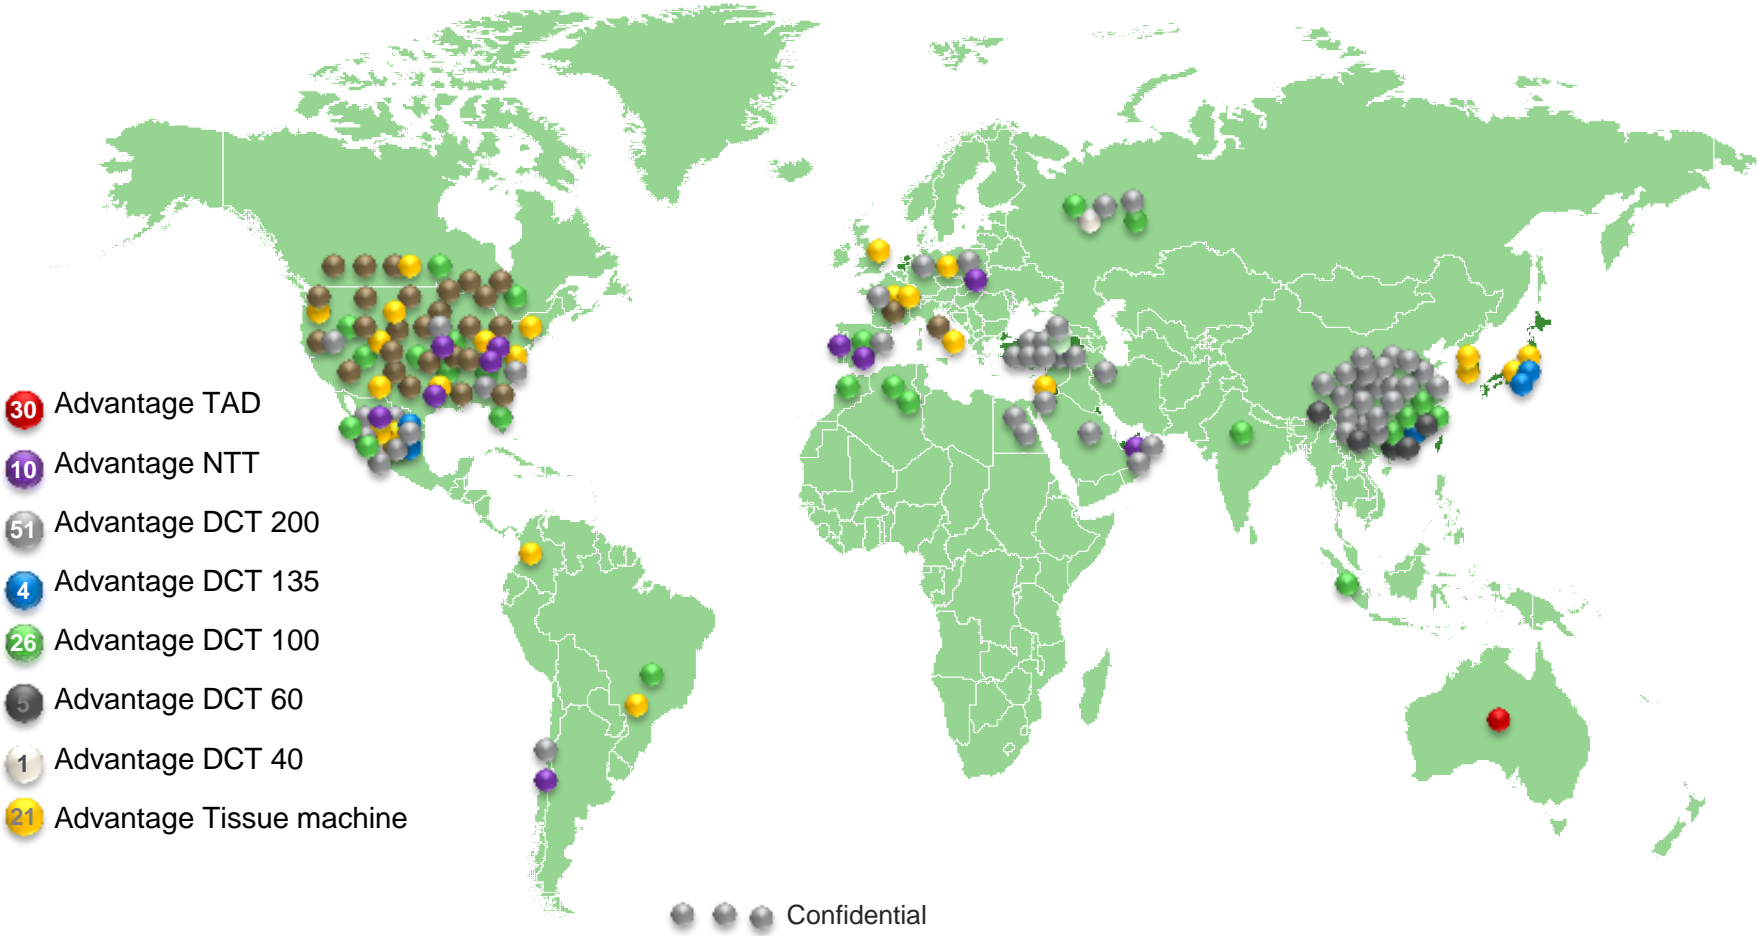 30 Advantage TAD
10 Advantage NTT
51 Advantage DCT 200
4 Advantage DCT 135
26 Advantage DCT 100
5 Advantage DCT 60
1 Advantage DCT 40
21 Advantage Tissue machine
Confidential